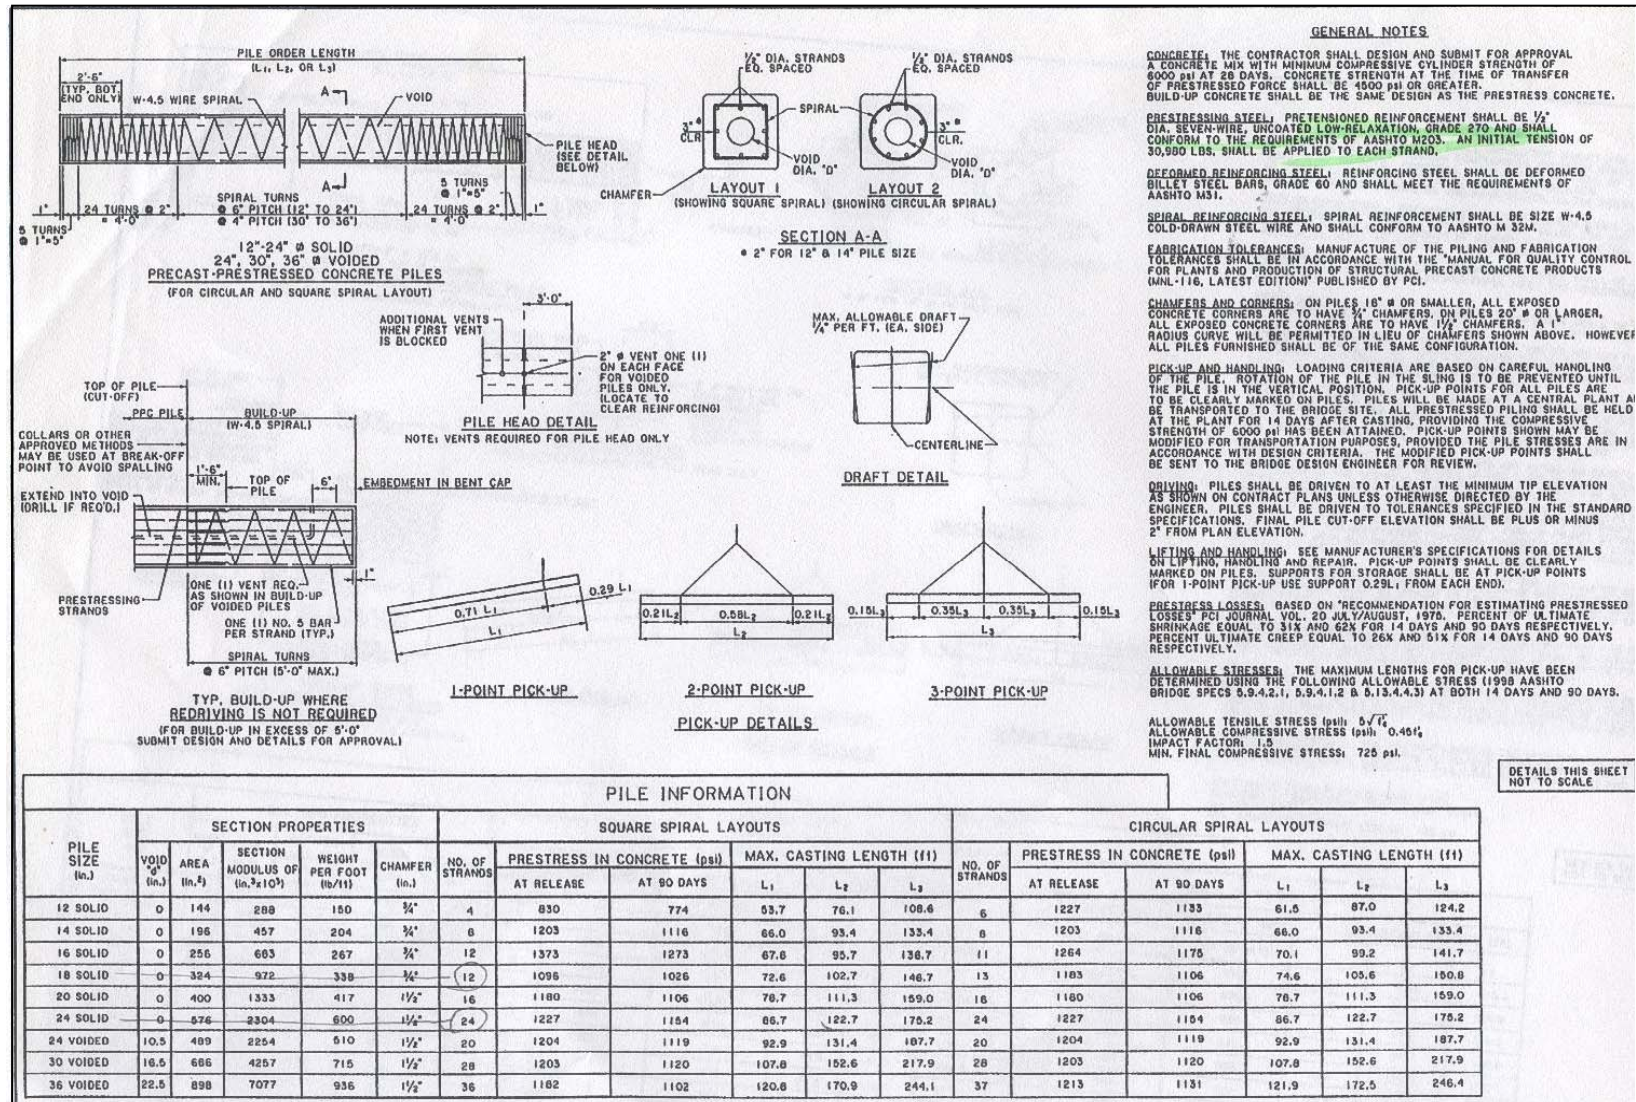 PILE ORDER LENGTH
(L₁, L₂, OR L₃)
2'-6"
(TYP. BOT. END ONLY)
W-4.5 WIRE SPIRAL
A
VOID
PILE HEAD
(SEE DETAIL
BELOW)
A
1"
5 TURNS
@ 1"=5"
24 TURNS @ 2"
= 4'-0"
SPIRAL TURNS
@ 6" PITCH (12" TO 24")
@ 4" PITCH (30" TO 36")
24 TURNS @ 2"
= 4'-0"
5 TURNS
@ 1"=5"
1"
12"-24" ⌀ SOLID
24", 30", 36" ⌀ VOIDED
PRECAST-PRESTRESSED CONCRETE PILES
(FOR CIRCULAR AND SQUARE SPIRAL LAYOUT)
½" DIA. STRANDS
EQ. SPACED
½" DIA. STRANDS
EQ. SPACED
SPIRAL
3" *
CLR.
3" *
CLR.
VOID
DIA. "D"
VOID
DIA. "D"
CHAMFER
LAYOUT 1
(SHOWING SQUARE SPIRAL)
LAYOUT 2
(SHOWING CIRCULAR SPIRAL)
SECTION A-A
* 2" FOR 12" & 14" PILE SIZE
3'-0"
ADDITIONAL VENTS
WHEN FIRST VENT
IS BLOCKED
2" ⌀ VENT ONE (1)
ON EACH FACE
FOR VOIDED
PILES ONLY.
(LOCATE TO
CLEAR REINFORCING)
PILE HEAD DETAIL
NOTE: VENTS REQUIRED FOR PILE HEAD ONLY
MAX. ALLOWABLE DRAFT
¼" PER FT. (EA. SIDE)
CENTERLINE
DRAFT DETAIL
TOP OF PILE
(CUT-OFF)
PPC PILE
BUILD-UP
(W-4.5 SPIRAL)
COLLARS OR OTHER
APPROVED METHODS
MAY BE USED AT BREAK-OFF
POINT TO AVOID SPALLING
1'-6"
MIN.
TOP OF
PILE
6"
EMBEDMENT IN BENT CAP
EXTEND INTO VOID
(DRILL IF REQ'D.)
1"
PRESTRESSING
STRANDS
ONE (1) VENT REQ.
AS SHOWN IN BUILD-UP
OF VOIDED PILES
ONE (1) NO. 5 BAR
PER STRAND (TYP.)
SPIRAL TURNS
@ 6" PITCH (5'-0" MAX.)
TYP. BUILD-UP WHERE
REDRIVING IS NOT REQUIRED
(FOR BUILD-UP IN EXCESS OF 5'-0"
SUBMIT DESIGN AND DETAILS FOR APPROVAL)
0.71 L₁
0.29 L₁
L₁
1-POINT PICK-UP
0.21L₂ 0.58L₂ 0.21L₂
L₂
2-POINT PICK-UP
0.15L₃ 0.35L₃ 0.35L₃ 0.15L₃
L₃
3-POINT PICK-UP
PICK-UP DETAILS
GENERAL NOTES
CONCRETE: THE CONTRACTOR SHALL DESIGN AND SUBMIT FOR APPROVAL
A CONCRETE MIX WITH MINIMUM COMPRESSIVE CYLINDER STRENGTH OF
6000 psi AT 28 DAYS. CONCRETE STRENGTH AT THE TIME OF TRANSFER
OF PRESTRESSED FORCE SHALL BE 4500 psi OR GREATER.
BUILD-UP CONCRETE SHALL BE THE SAME DESIGN AS THE PRESTRESS CONCRETE.
PRESTRESSING STEEL: PRETENSIONED REINFORCEMENT SHALL BE ½"
DIA. SEVEN-WIRE, UNCOATED LOW-RELAXATION, GRADE 270 AND SHALL
CONFORM TO THE REQUIREMENTS OF AASHTO M203. AN INITIAL TENSION OF
30,980 LBS. SHALL BE APPLIED TO EACH STRAND.
DEFORMED REINFORCING STEEL: REINFORCING STEEL SHALL BE DEFORMED
BILLET STEEL BARS, GRADE 60 AND SHALL MEET THE REQUIREMENTS OF
AASHTO M31.
SPIRAL REINFORCING STEEL: SPIRAL REINFORCEMENT SHALL BE SIZE W-4.5
COLD-DRAWN STEEL WIRE AND SHALL CONFORM TO AASHTO M 32M.
FABRICATION TOLERANCES: MANUFACTURE OF THE PILING AND FABRICATION
TOLERANCES SHALL BE IN ACCORDANCE WITH THE "MANUAL FOR QUALITY CONTROL
FOR PLANTS AND PRODUCTION OF STRUCTURAL PRECAST CONCRETE PRODUCTS
(MNL-116, LATEST EDITION)" PUBLISHED BY PCI.
CHAMFERS AND CORNERS: ON PILES 18" ⌀ OR SMALLER, ALL EXPOSED
CONCRETE CORNERS ARE TO HAVE ¾" CHAMFERS, ON PILES 20" ⌀ OR LARGER,
ALL EXPOSED CONCRETE CORNERS ARE TO HAVE 1½" CHAMFERS. A 1"
RADIUS CURVE WILL BE PERMITTED IN LIEU OF CHAMFERS SHOWN ABOVE. HOWEVER
ALL PILES FURNISHED SHALL BE OF THE SAME CONFIGURATION.
PICK-UP AND HANDLING: LOADING CRITERIA ARE BASED ON CAREFUL HANDLING
OF THE PILE. ROTATION OF THE PILE IN THE SLING IS TO BE PREVENTED UNTIL
THE PILE IS IN THE VERTICAL POSITION. PICK-UP POINTS FOR ALL PILES ARE
TO BE CLEARLY MARKED ON PILES. PILES WILL BE MADE AT A CENTRAL PLANT
BE TRANSPORTED TO THE BRIDGE SITE. ALL PRESTRESSED PILING SHALL BE HELD
AT THE PLANT FOR 14 DAYS AFTER CASTING, PROVIDING THE COMPRESSIVE
STRENGTH OF 6000 psi HAS BEEN ATTAINED. PICK-UP POINTS SHOWN MAY BE
MODIFIED FOR TRANSPORTATION PURPOSES, PROVIDED THE PILE STRESSES ARE IN
ACCORDANCE WITH DESIGN CRITERIA. THE MODIFIED PICK-UP POINTS SHALL
BE SENT TO THE BRIDGE DESIGN ENGINEER FOR REVIEW.
DRIVING: PILES SHALL BE DRIVEN TO AT LEAST THE MINIMUM TIP ELEVATION
AS SHOWN ON CONTRACT PLANS UNLESS OTHERWISE DIRECTED BY THE
ENGINEER. PILES SHALL BE DRIVEN TO TOLERANCES SPECIFIED IN THE STANDARD
SPECIFICATIONS. FINAL PILE CUT-OFF ELEVATION SHALL BE PLUS OR MINUS
2" FROM PLAN ELEVATION.
LIFTING AND HANDLING: SEE MANUFACTURER'S SPECIFICATIONS FOR DETAILS
ON LIFTING, HANDLING AND REPAIR. PICK-UP POINTS SHALL BE CLEARLY
MARKED ON PILES. SUPPORTS FOR STORAGE SHALL BE AT PICK-UP POINTS
(FOR 1-POINT PICK-UP USE SUPPORT 0.29L₁ FROM EACH END).
PRESTRESS LOSSES: BASED ON "RECOMMENDATION FOR ESTIMATING PRESTRESSED
LOSSES" PCI JOURNAL VOL. 20 JULY/AUGUST, 1975. PERCENT OF ULTIMATE
SHRINKAGE EQUAL TO 31% AND 62% FOR 14 DAYS AND 90 DAYS RESPECTIVELY.
PERCENT ULTIMATE CREEP EQUAL TO 26% AND 51% FOR 14 DAYS AND 90 DAYS
RESPECTIVELY.
ALLOWABLE STRESSES: THE MAXIMUM LENGTHS FOR PICK-UP HAVE BEEN
DETERMINED USING THE FOLLOWING ALLOWABLE STRESS (1998 AASHTO
BRIDGE SPECS 5.9.4.2.1, 5.9.4.1.2 & 5.13.4.4.3) AT BOTH 14 DAYS AND 90 DAYS.
ALLOWABLE TENSILE STRESS (psi): 5√f'c
ALLOWABLE COMPRESSIVE STRESS (psi): 0.45f'c
IMPACT FACTOR: 1.5
MIN. FINAL COMPRESSIVE STRESS: 725 psi.
DETAILS THIS SHEET
NOT TO SCALE
PILE INFORMATION
PILE SIZE (in.) SECTION PROPERTIES SQUARE SPIRAL LAYOUTS CIRCULAR SPIRAL LAYOUTS
VOID "d" (in.) AREA (in.²) SECTION MODULUS OF (in.³x10³) WEIGHT PER FOOT (lb/ft) CHAMFER (in.) NO. OF STRANDS PRESTRESS IN CONCRETE (psi) MAX. CASTING LENGTH (ft) NO. OF STRANDS PRESTRESS IN CONCRETE (psi) MAX. CASTING LENGTH (ft)
AT RELEASE AT 90 DAYS L₁ L₂ L₃ AT RELEASE AT 90 DAYS L₁ L₂ L₃
12 SOLID 0 144 288 150 ¾" 4 830 774 53.7 76.1 108.6 6 1227 1133 61.5 87.0 124.2
14 SOLID 0 196 457 204 ¾" 8 1203 1116 66.0 93.4 133.4 8 1203 1116 66.0 93.4 133.4
16 SOLID 0 256 683 267 ¾" 12 1373 1273 67.6 95.7 136.7 11 1264 1175 70.1 99.2 141.7
18 SOLID 0 324 972 338 ¾" 12 1096 1026 72.6 102.7 146.7 13 1183 1106 74.6 105.6 150.8
20 SOLID 0 400 1333 417 1½" 16 1180 1106 78.7 111.3 159.0 16 1180 1106 78.7 111.3 159.0
24 SOLID 0 576 2304 600 1½" 24 1227 1154 86.7 122.7 175.2 24 1227 1154 86.7 122.7 175.2
24 VOIDED 10.5 489 2254 510 1½" 20 1204 1119 92.9 131.4 187.7 20 1204 1119 92.9 131.4 187.7
30 VOIDED 16.5 686 4257 715 1½" 28 1203 1120 107.8 152.6 217.9 28 1203 1120 107.8 152.6 217.9
36 VOIDED 22.5 898 7077 936 1½" 36 1182 1102 120.8 170.9 244.1 37 1213 1131 121.9 172.5 246.4